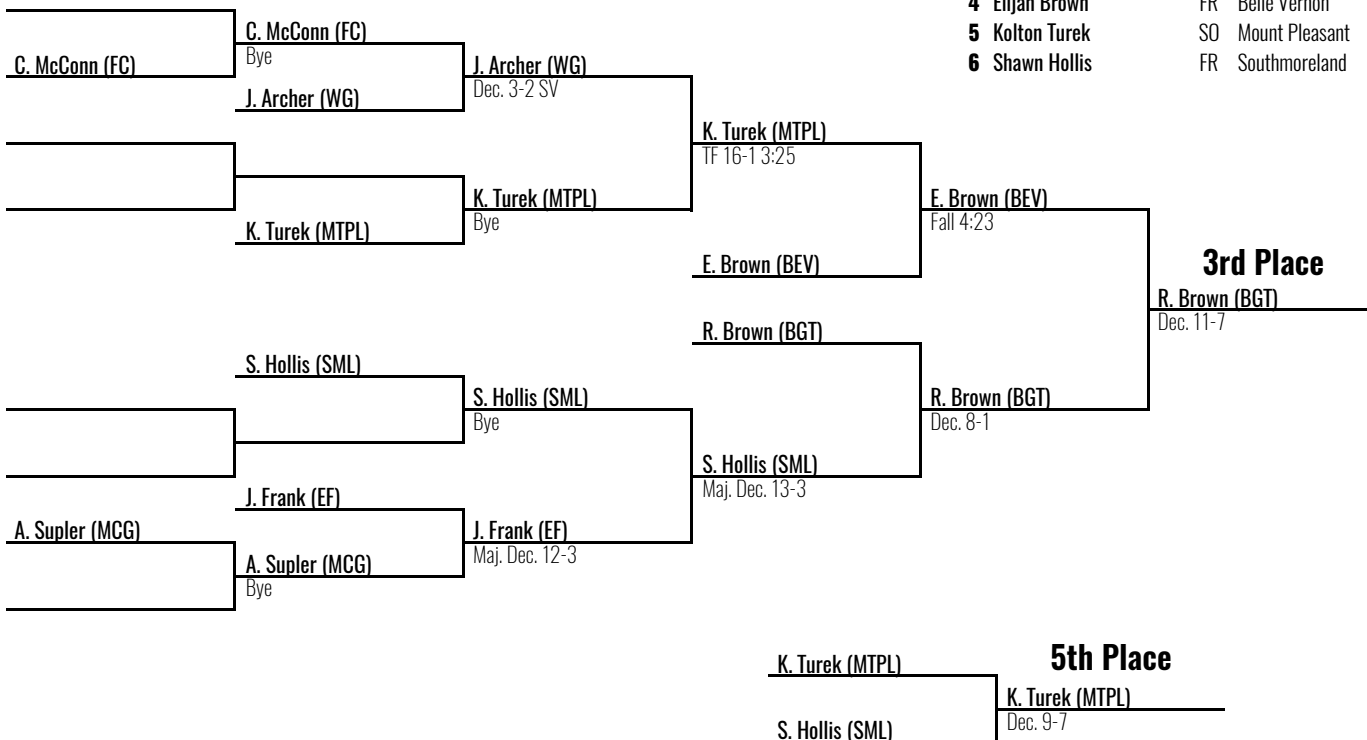 4 Elijah Brown FR Belle Vernon
5 Kolton Turek SO Mount Pleasant
6 Shawn Hollis FR Southmoreland
C. McConn (FC)
C. McConn (FC)
Bye
J. Archer (WG)
J. Archer (WG)
Dec. 3-2 SV
K. Turek (MTPL)
K. Turek (MTPL)
Bye
K. Turek (MTPL)
TF 16-1 3:25
E. Brown (BEV)
E. Brown (BEV)
Fall 4:23
3rd Place
R. Brown (BGT)
Dec. 11-7
R. Brown (BGT)
R. Brown (BGT)
Dec. 8-1
S. Hollis (SML)
S. Hollis (SML)
Bye
S. Hollis (SML)
Maj. Dec. 13-3
J. Frank (EF)
J. Frank (EF)
Maj. Dec. 12-3
A. Supler (MCG)
A. Supler (MCG)
Bye
5th Place
K. Turek (MTPL)
K. Turek (MTPL)
Dec. 9-7
S. Hollis (SML)